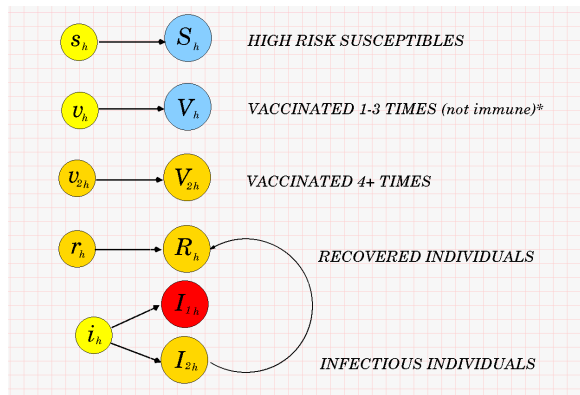 s_h S_h HIGH RISK SUSCEPTIBLES
v_h V_h VACCINATED 1-3 TIMES (not immune)*
v_2h V_2h VACCINATED 4+ TIMES
r_h R_h RECOVERED INDIVIDUALS
I_1h
i_h
I_2h INFECTIOUS INDIVIDUALS